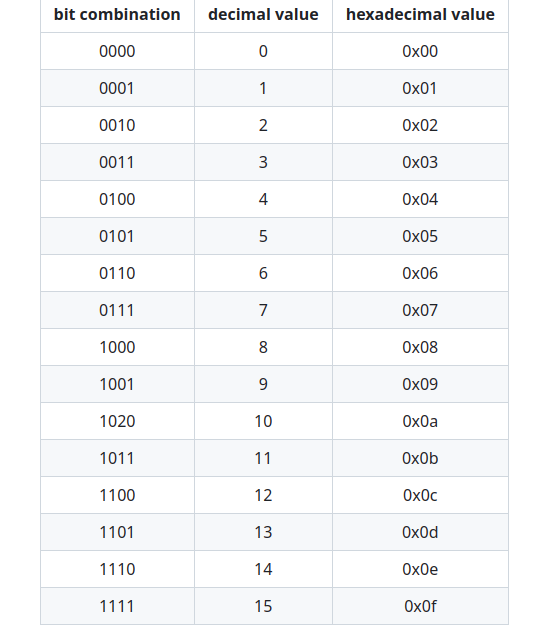 bit combination decimal value hexadecimal value
0000 0 0x00
0001 1 0x01
0010 2 0x02
0011 3 0x03
0100 4 0x04
0101 5 0x05
0110 6 0x06
0111 7 0x07
1000 8 0x08
1001 9 0x09
1020 10 0x0a
1011 11 0x0b
1100 12 0x0c
1101 13 0x0d
1110 14 0x0e
1111 15 0x0f